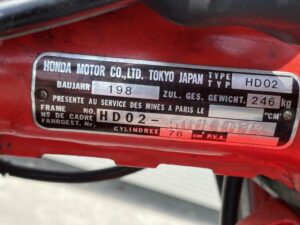 HONDA MOTOR CO., LTD. TOKYO JAPAN TYPE TYP HD02
BAUJAHR 198 ZUL. GES. GEWICHT. 246 kg
PRESENTE AU SERVICE DES MINES A PARIS LE
FRAME NO.
Nº DE CADRE HD02-
FAHRGEST. Nr. CYLINDREE 78 cm³ P.V.A.